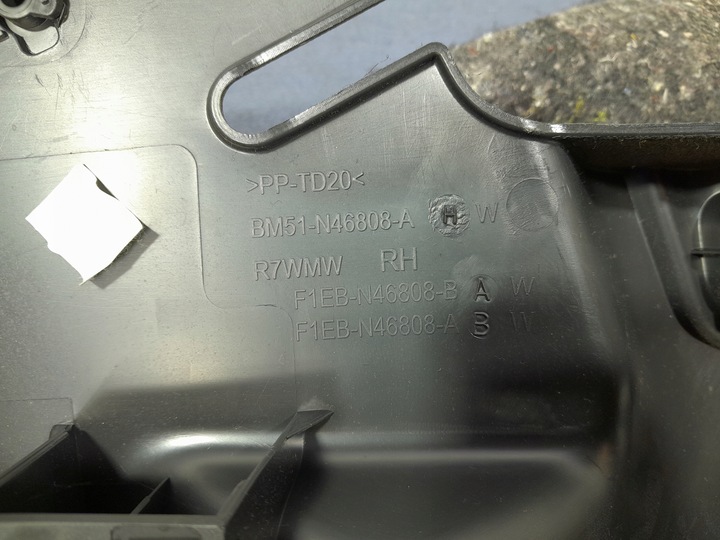 >PP-TD20<
BM51-N46808-A H W
R7WMW RH
F1EB-N46808-B A W
F1EB-N46808-A B W